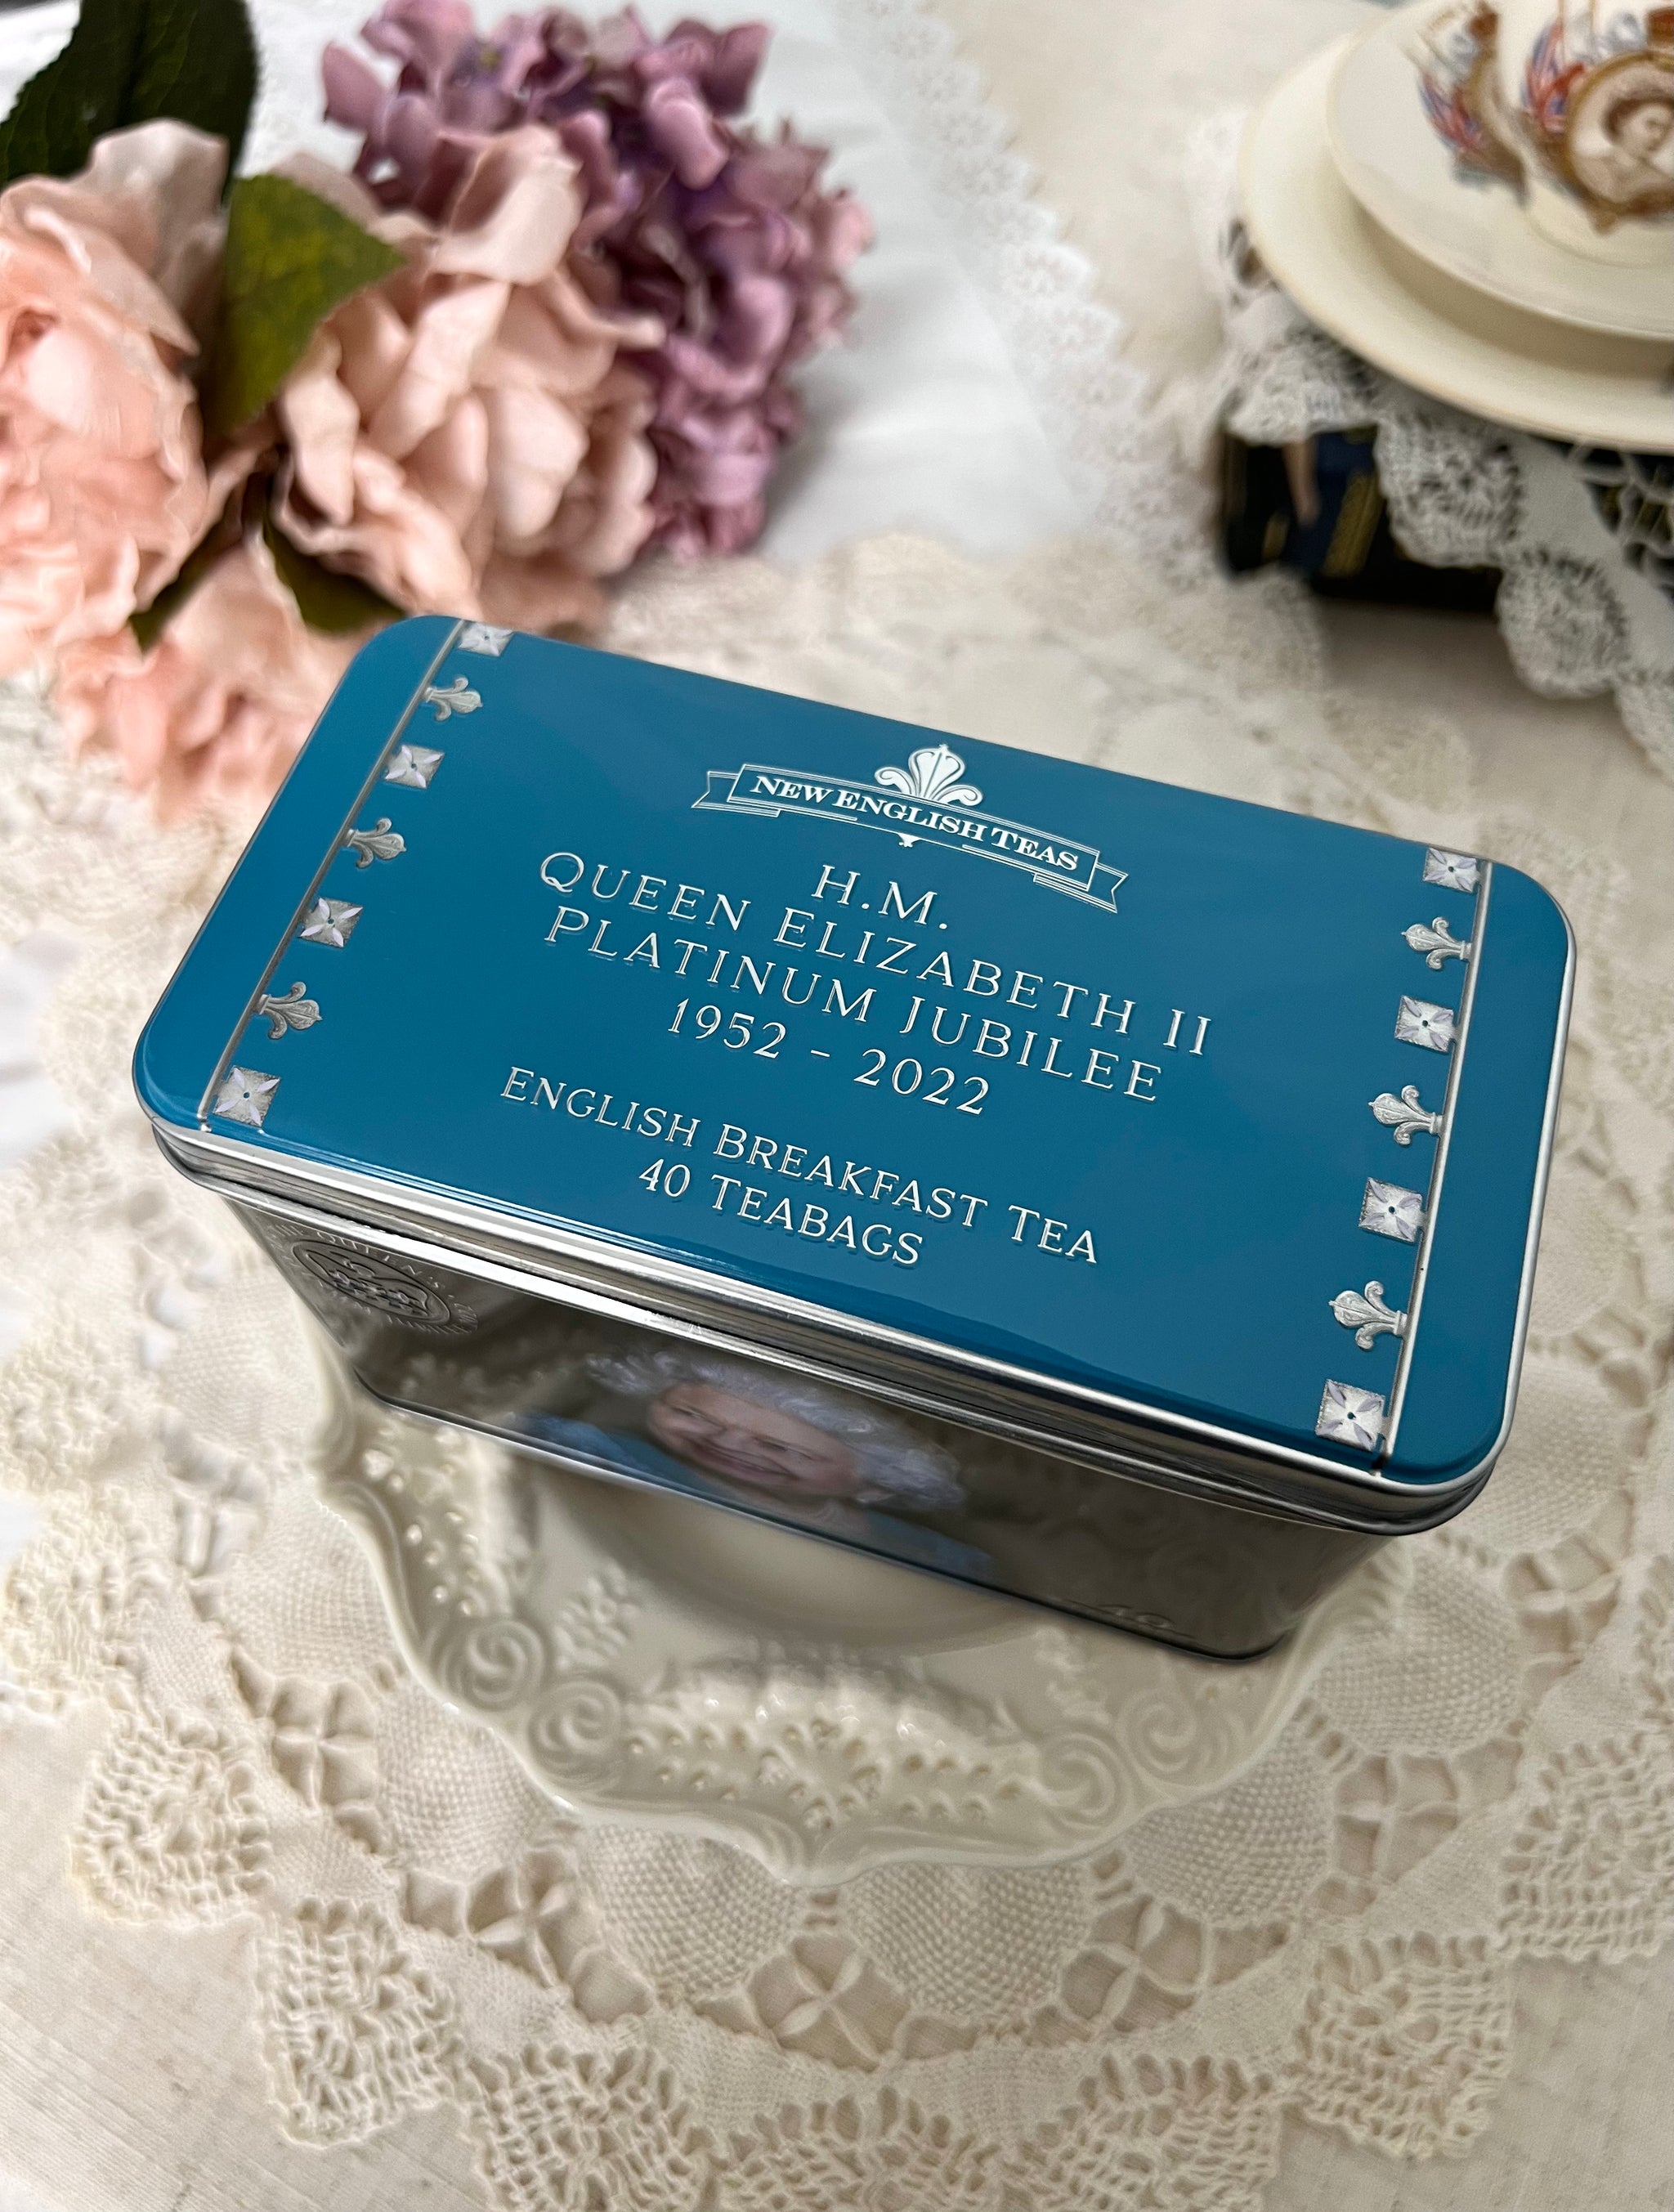 NEW ENGLISH TEAS
H.M.
QUEEN ELIZABETH II
PLATINUM JUBILEE
1952 - 2022
ENGLISH BREAKFAST TEA
40 TEABAGS